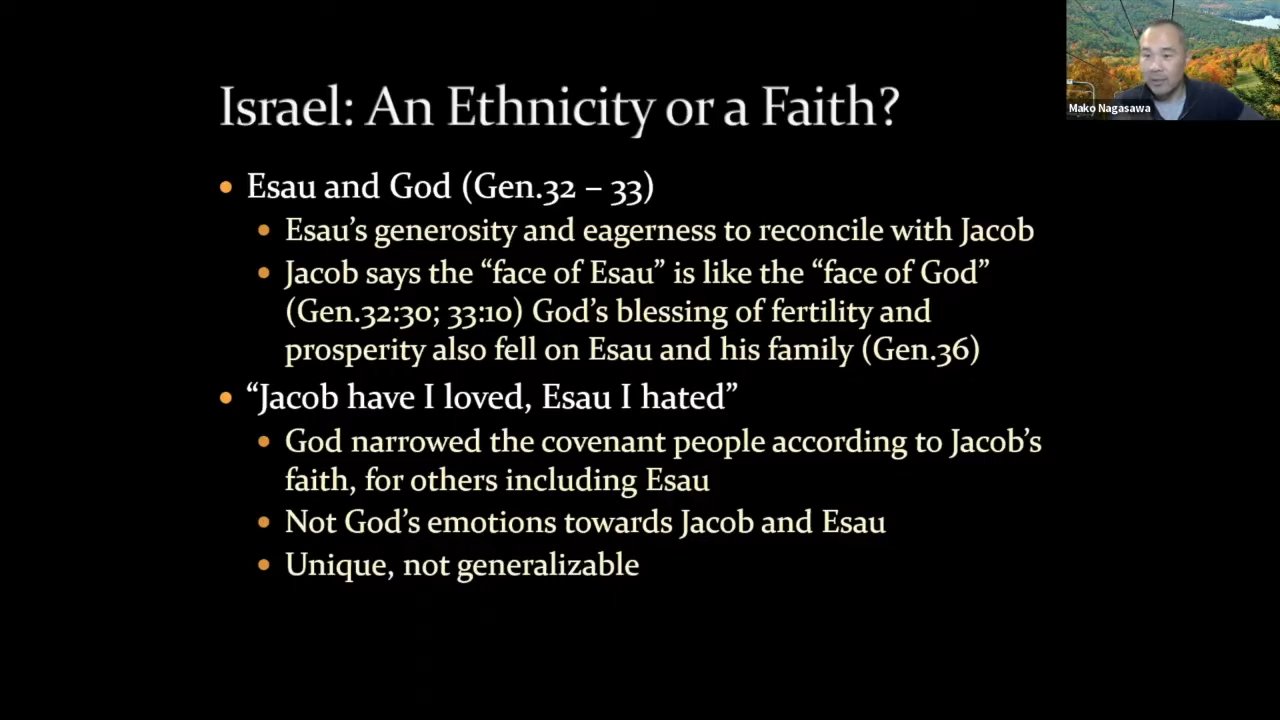 Israel: An Ethnicity or a Faith?
Mako Nagasawa
• Esau and God (Gen.32 – 33)
• Esau’s generosity and eagerness to reconcile with Jacob
• Jacob says the “face of Esau” is like the “face of God”
(Gen.32:30; 33:10) God’s blessing of fertility and
prosperity also fell on Esau and his family (Gen.36)
• “Jacob have I loved, Esau I hated”
• God narrowed the covenant people according to Jacob’s
faith, for others including Esau
• Not God’s emotions towards Jacob and Esau
• Unique, not generalizable